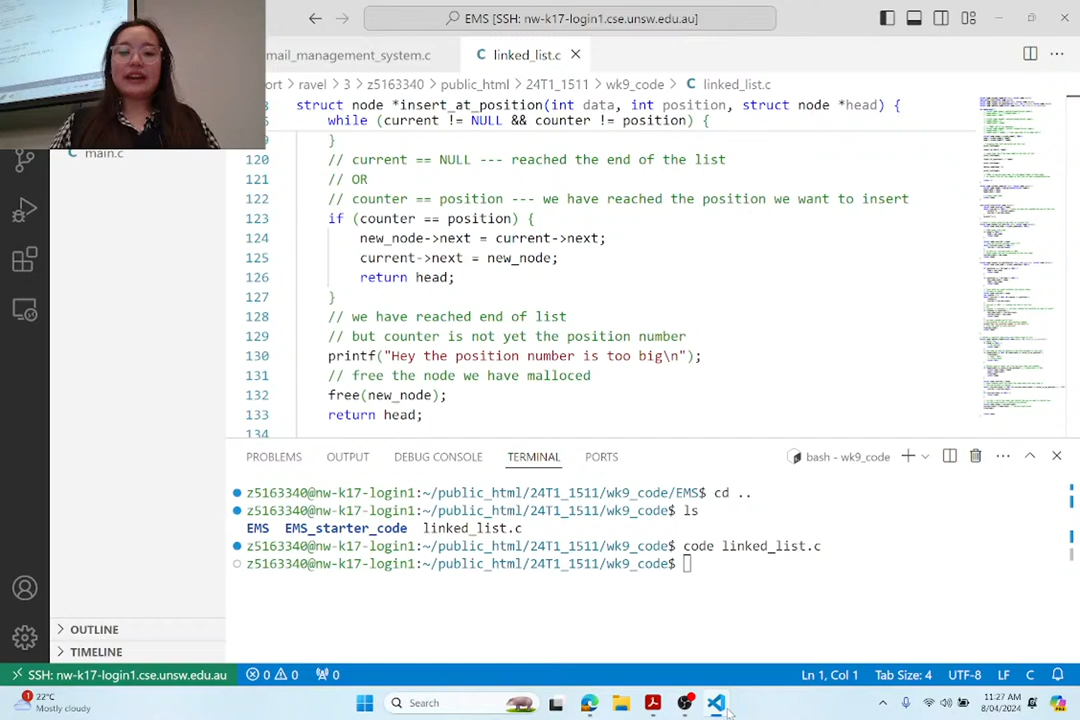 EMS [SSH: nw-k17-login1.cse.unsw.edu.au]
mail_management_system.c
C linked_list.c
ort > ravel > 3 > z5163340 > public_html > 24T1_1511 > wk9_code > C linked_list.c
struct node *insert_at_position(int data, int position, struct node *head) {
while (current != NULL && counter != position) {
main.c
}
120 // current == NULL --- reached the end of the list
121 // OR
122 // counter == position --- we have reached the position we want to insert
123 if (counter == position) {
124 new_node->next = current->next;
125 current->next = new_node;
126 return head;
127 }
128 // we have reached end of list
129 // but counter is not yet the position number
130 printf("Hey the position number is too big\n");
131 // free the node we have malloced
132 free(new_node);
133 return head;
134
PROBLEMS OUTPUT DEBUG CONSOLE TERMINAL PORTS bash - wk9_code
z5163340@nw-k17-login1:~/public_html/24T1_1511/wk9_code/EMS$ cd ..
z5163340@nw-k17-login1:~/public_html/24T1_1511/wk9_code$ ls
EMS EMS_starter_code linked_list.c
z5163340@nw-k17-login1:~/public_html/24T1_1511/wk9_code$ code linked_list.c
z5163340@nw-k17-login1:~/public_html/24T1_1511/wk9_code$
OUTLINE
TIMELINE
SSH: nw-k17-login1.cse.unsw.edu.au 0 0 0 Ln 1, Col 1 Tab Size: 4 UTF-8 LF C
22°C
Mostly cloudy
Search
11:27 AM
8/04/2024